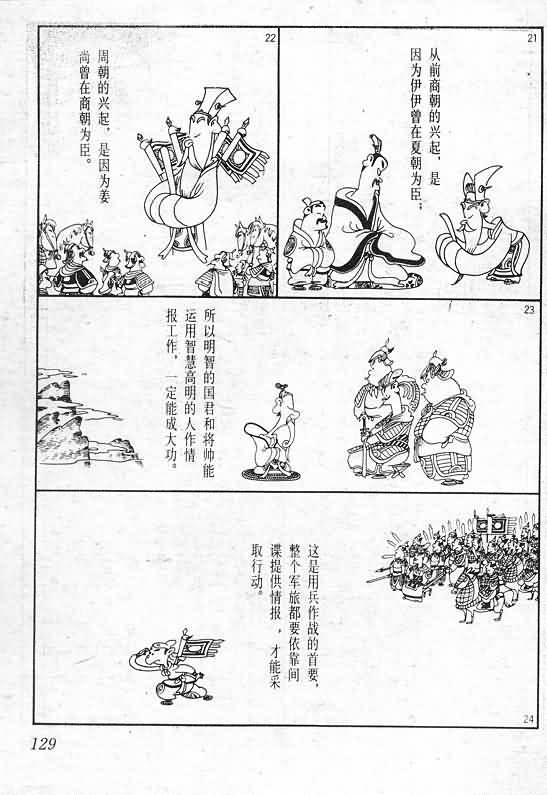 21
从前商朝的兴起，是
因为伊伊曾在夏朝为臣；
22
周朝的兴起，是因为姜
尚曾在商朝为臣。
23
所以明智的国君和将帅能
运用智慧高明的人作情
报工作，一定能成大功。
这是用兵作战的首要，
整个军旅都要依靠间
谍提供情报，才能采
取行动。
24
129